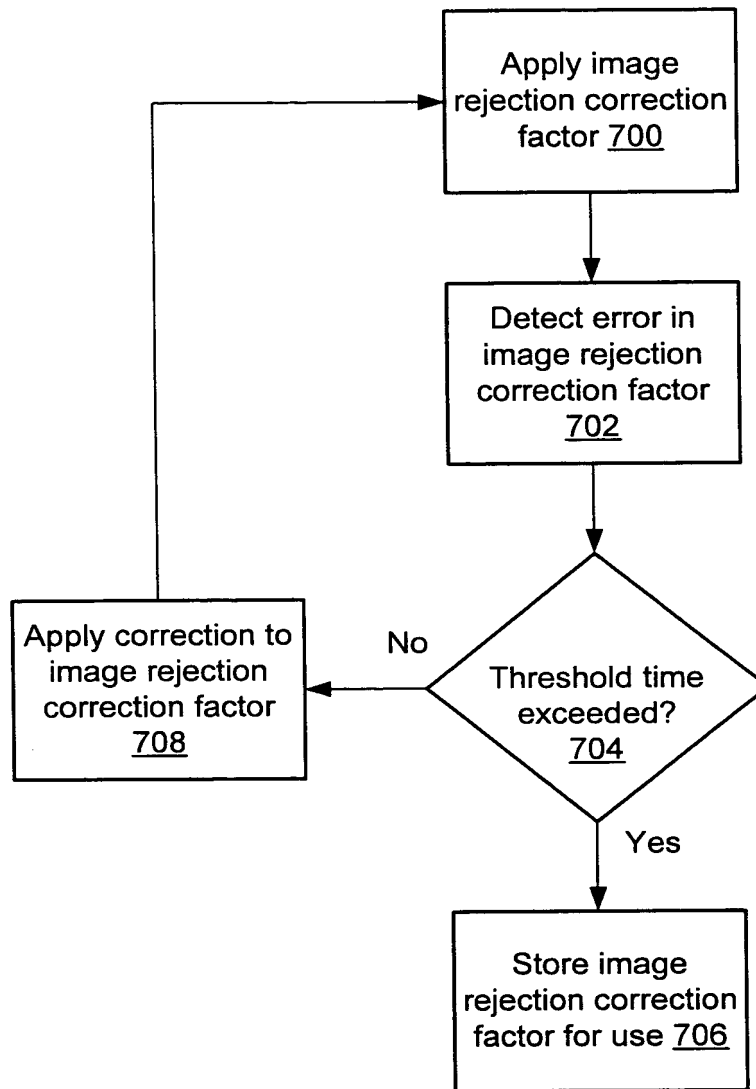 Apply image
rejection correction
factor 700
Detect error in
image rejection
correction factor
702
Threshold time
exceeded?
704
No
Apply correction to
image rejection
correction factor
708
Yes
Store image
rejection correction
factor for use 706